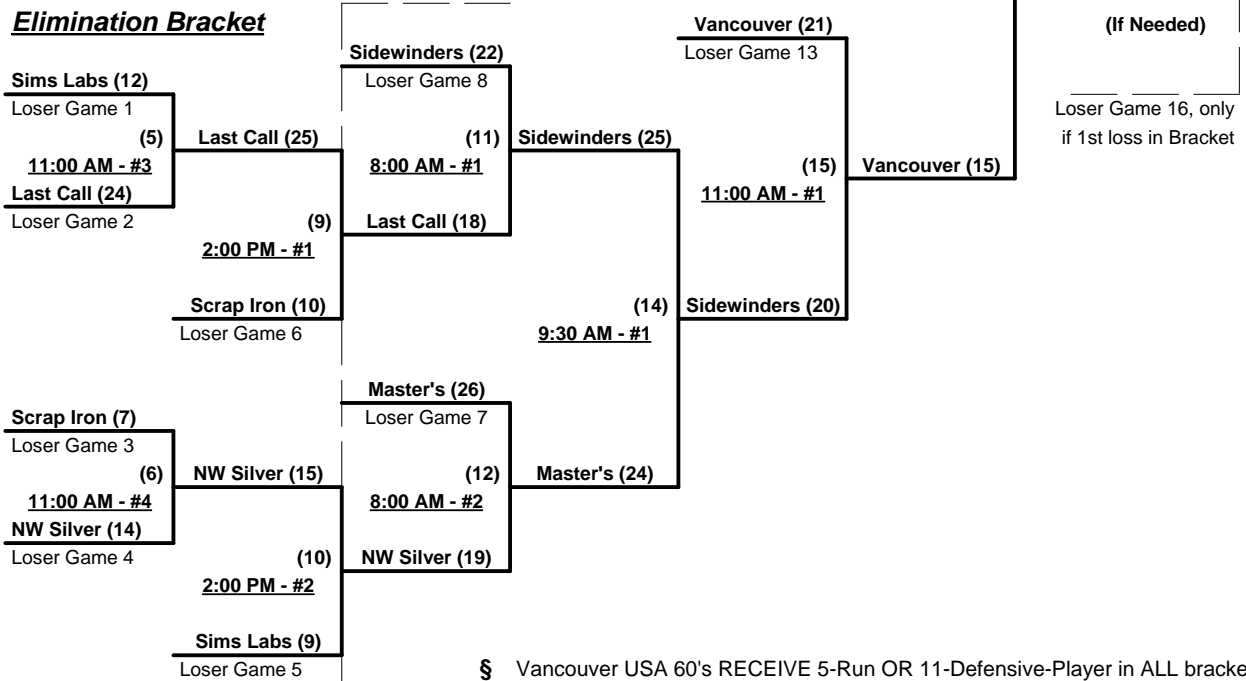 Elimination Bracket
Vancouver (21)
(If Needed)
Sidewinders (22)
Loser Game 13
Sims Labs (12)
Loser Game 8
Loser Game 1
Loser Game 16, only
(5)
Last Call (25)
(11)
Sidewinders (25)
if 1st loss in Bracket
11:00 AM - #3
8:00 AM - #1
(15)
Vancouver (15)
Last Call (24)
11:00 AM - #1
Loser Game 2
(9)
Last Call (18)
2:00 PM - #1
Scrap Iron (10)
(14)
Sidewinders (20)
Loser Game 6
9:30 AM - #1
Master's (26)
Scrap Iron (7)
Loser Game 7
Loser Game 3
(6)
NW Silver (15)
(12)
Master's (24)
11:00 AM - #4
8:00 AM - #2
NW Silver (14)
Loser Game 4
(10)
NW Silver (19)
2:00 PM - #2
Sims Labs (9)
Loser Game 5
§ Vancouver USA 60's RECEIVE 5-Run OR 11-Defensive-Player in ALL bracke